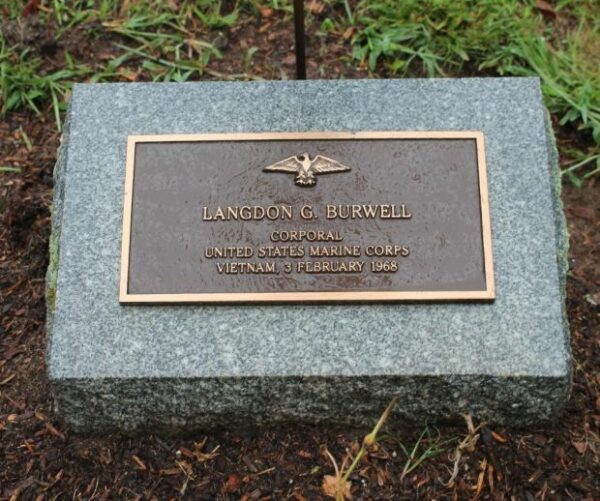 LANGDON G. BURWELL
CORPORAL
UNITED STATES MARINE CORPS
VIETNAM, 3 FEBRUARY 1968